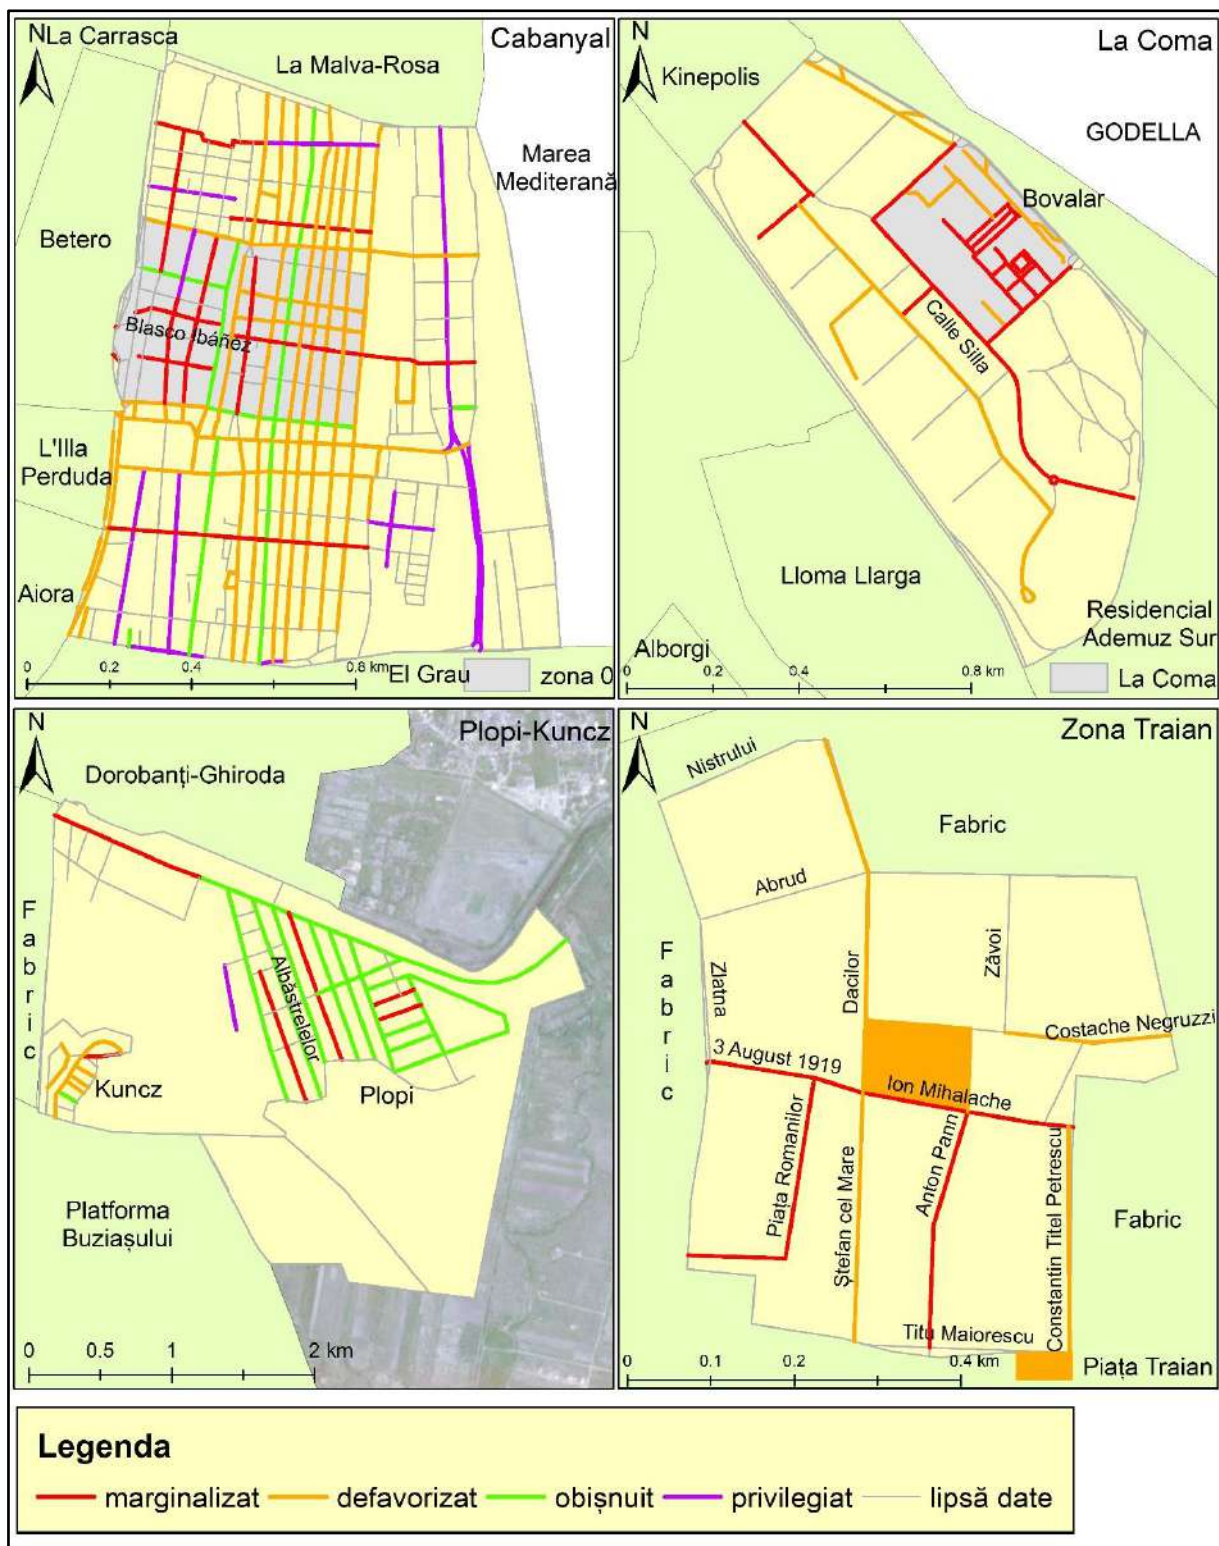 N
La Carrasca
Cabanyal
La Malva-Rosa
Marea
Mediterană
Betero
Blasco Ibáñez
L'Illa
Perduda
Aiora
0
0.2
0.4
0.8 km
El Grau
zona 0
N
La Coma
Kinepolis
GODELLA
Bovalar
Calle Silla
Lloma Llarga
Residencial
Ademuz Sur
Alborgi
La Coma
0
0.2
0.4
0.8 km
N
Plopi-Kuncz
Dorobanți-Ghiroda
Fabric
Albăstrelelor
Kuncz
Plopi
Platforma
Buziașului
0
0.5
1
2 km
N
Zona Traian
Nistrului
Fabric
Abrud
Fabric
Zlatna
Dacilor
Zăvoi
Costache Negruzzi
3 August 1919
Ion Mihalache
Piața Romanilor
Ștefan cel Mare
Anton Pann
Constantin Titel Petrescu
Fabric
Titu Maiorescu
0
0.1
0.2
0.4 km
Piața Traian
Legenda
marginalizat
defavorizat
obișnuit
privilegiat
lipsă date